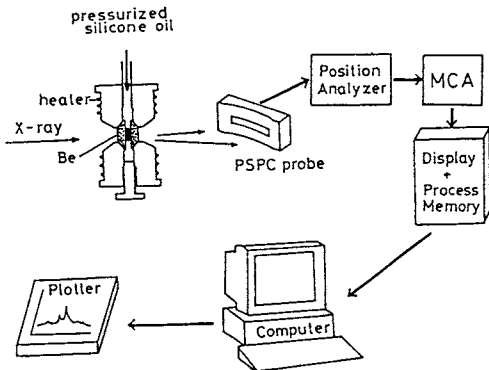 pressurized
silicone oil
healer
X-ray
Be
PSPC probe
Position
Analyzer
MCA
Display
+
Process
Memory
Computer
Plotter